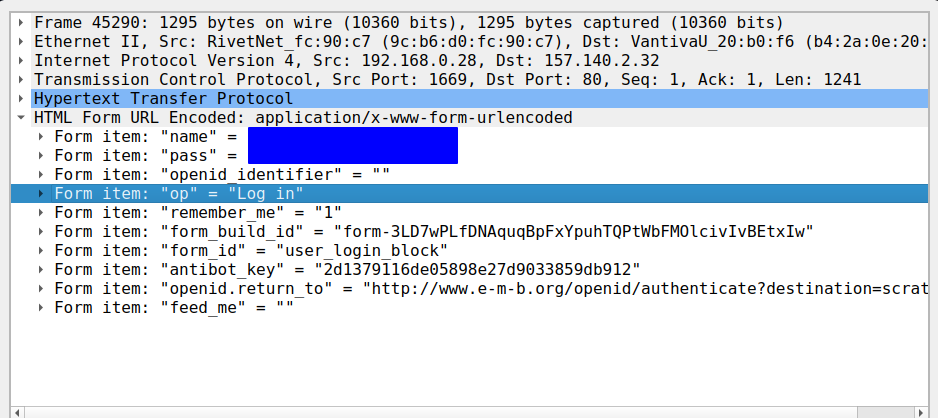 Frame 45290: 1295 bytes on wire (10360 bits), 1295 bytes captured (10360 bits)
Ethernet II, Src: RivetNet_fc:90:c7 (9c:b6:d0:fc:90:c7), Dst: VantivaU_20:b0:f6 (b4:2a:0e:20:
Internet Protocol Version 4, Src: 192.168.0.28, Dst: 157.140.2.32
Transmission Control Protocol, Src Port: 1669, Dst Port: 80, Seq: 1, Ack: 1, Len: 1241
Hypertext Transfer Protocol
HTML Form URL Encoded: application/x-www-form-urlencoded
Form item: "name" =
Form item: "pass" =
Form item: "openid_identifier" = ""
Form item: "op" = "Log in"
Form item: "remember_me" = "1"
Form item: "form_build_id" = "form-3LD7wPLfDNAquqBpFxYpuhTQPtWbFMOlcivIvBEtxIw"
Form item: "form_id" = "user_login_block"
Form item: "antibot_key" = "2d1379116de05898e27d9033859db912"
Form item: "openid.return_to" = "http://www.e-m-b.org/openid/authenticate?destination=scrat
Form item: "feed_me" = ""